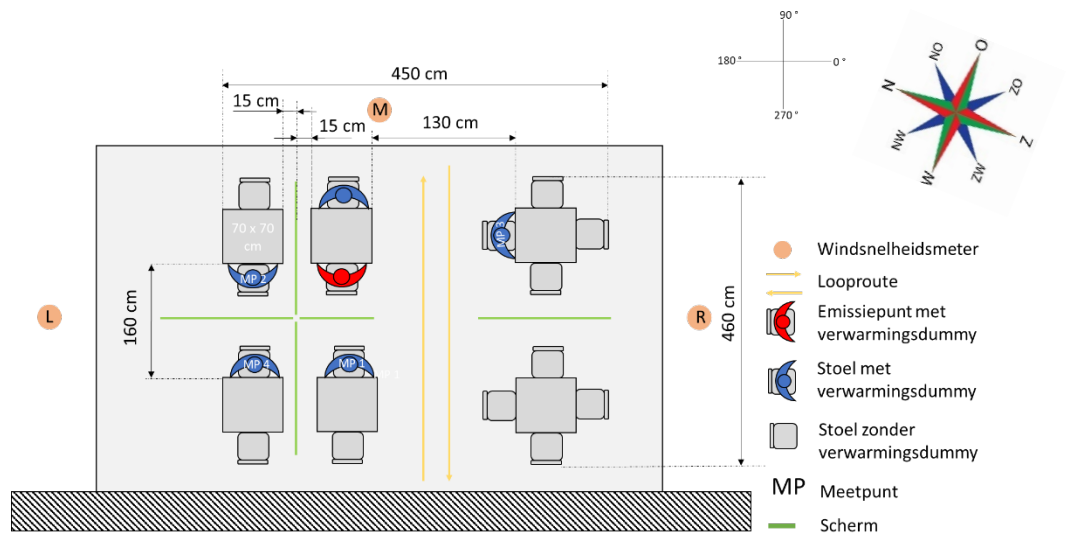 90 °
180 °
0 °
270 °
NO
O
ZO
N
Z
NW
W
ZW
450 cm
15 cm
M
15 cm
130 cm
70 x 70
cm
MP 2
MP 3
L
160 cm
R
460 cm
MP 4
MP 1
MP 1
Windsnelheidsmeter
Looproute
Emissiepunt met
verwarmingsdummy
Stoel met
verwarmingsdummy
Stoel zonder
verwarmingsdummy
MP
Meetpunt
Scherm